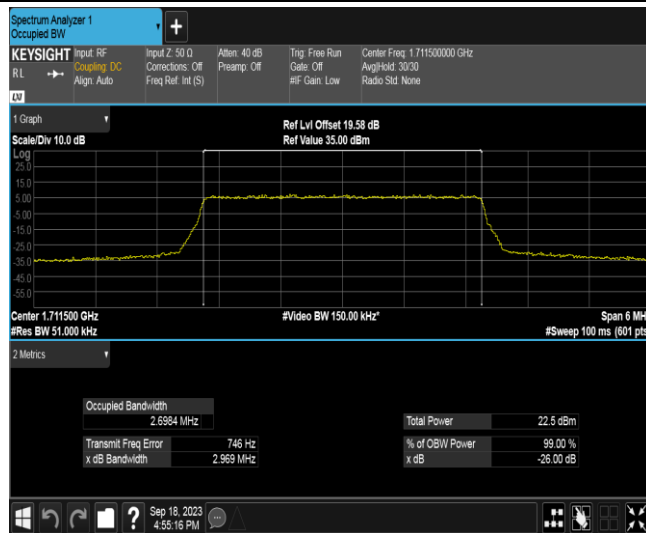 Spectrum Analyzer 1
Occupied BW
+
KEYSIGHT
RL
Input: RF
Coupling: DC
Align: Auto
Input Z: 50 Ω
Corrections: Off
Freq Ref: Int (S)
Atten: 40 dB
Preamp: Off
Trig: Free Run
Gate: Off
#IF Gain: Low
Center Freq: 1.711500000 GHz
Avg|Hold: 30/30
Radio Std: None
1 Graph
Scale/Div 10.0 dB
Ref Lvl Offset 19.58 dB
Ref Value 35.00 dBm
Log
25.0
15.0
5.00
-5.00
-15.0
-25.0
-35.0
-45.0
-55.0
Center 1.711500 GHz
#Video BW 150.00 kHz*
Span 6 MH
#Res BW 51.000 kHz
#Sweep 100 ms (601 pts
2 Metrics
Occupied Bandwidth
2.6984 MHz
Total Power 22.5 dBm
Transmit Freq Error 746 Hz
% of OBW Power 99.00 %
x dB Bandwidth 2.969 MHz
x dB -26.00 dB
?
Sep 18, 2023
4:55:16 PM